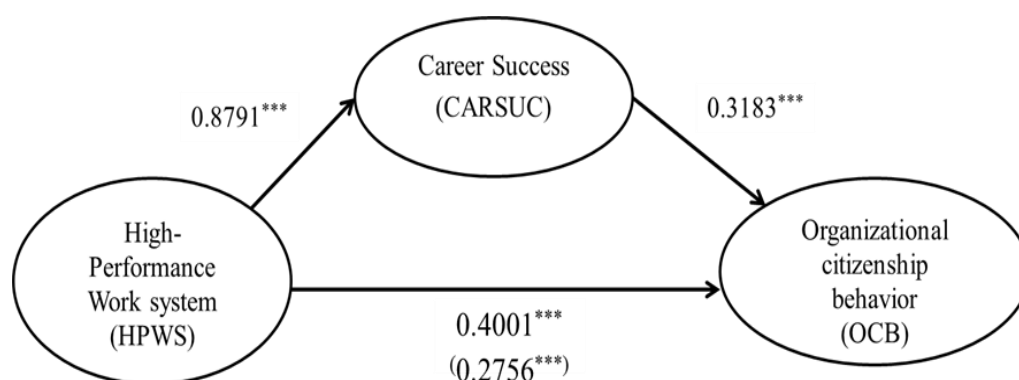 Career Success
(CARSUC)
0.8791***
0.3183***
High-
Performance
Work system
(HPWS)
Organizational
citizenship
behavior
(OCB)
0.4001***
(0.2756***)